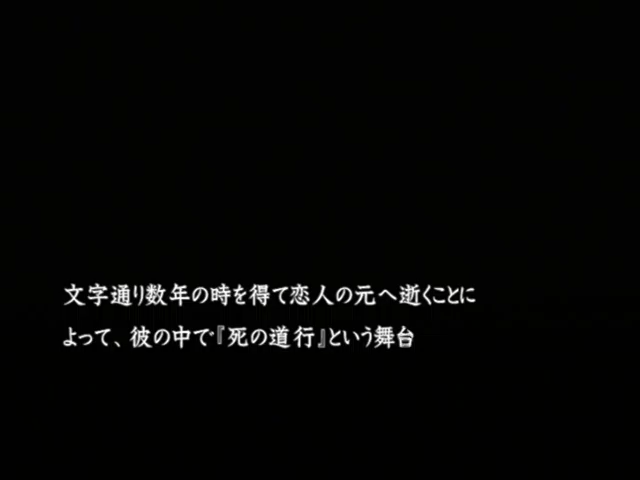 文字通り数年の時を得て恋人の元へ逝くことに
よって、彼の中で『死の道行』という舞台